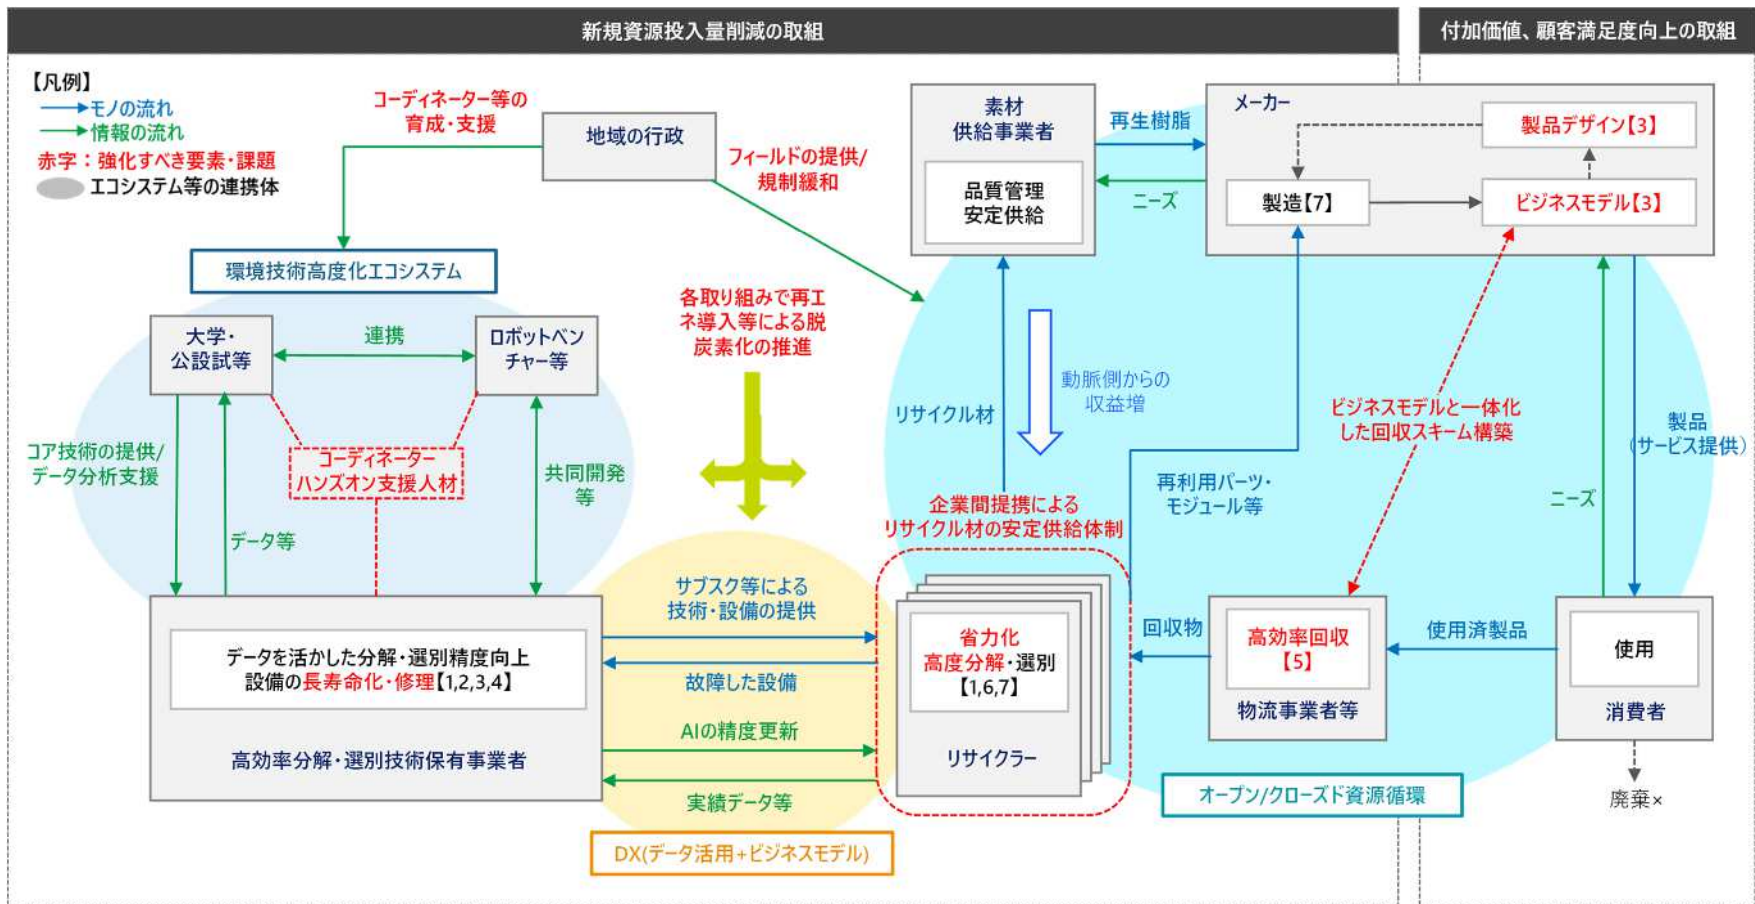 新規資源投入量削減の取組
付加価値、顧客満足度向上の取組
【凡例】
モノの流れ
情報の流れ
赤字：強化すべき要素・課題
エコシステム等の連携体
コーディネーター等の
育成・支援
地域の行政
フィールドの提供/
規制緩和
素材
供給事業者
品質管理
安定供給
再生樹脂
ニーズ
メーカー
製品デザイン【3】
製造【7】
ビジネスモデル【3】
環境技術高度化エコシステム
大学・
公設試等
連携
ロボットベン
チャー等
コア技術の提供/
データ分析支援
コーディネーター
ハンズオン支援人材
共同開発
等
データ等
各取り組みで再エ
ネ導入等による脱
炭素化の推進
リサイクル材
動脈側からの
収益増
企業間提携による
リサイクル材の安定供給体制
再利用パーツ・
モジュール等
ビジネスモデルと一体化
した回収スキーム構築
製品
（サービス提供）
ニーズ
データを活かした分解・選別精度向上
設備の長寿命化・修理【1,2,3,4】
高効率分解・選別技術保有事業者
サブスク等による
技術・設備の提供
故障した設備
AIの精度更新
実績データ等
省力化
高度分解・選別
【1,6,7】
リサイクラー
回収物
高効率回収
【5】
物流事業者等
使用済製品
使用
消費者
廃棄×
オープン/クローズド資源循環
DX(データ活用+ビジネスモデル)